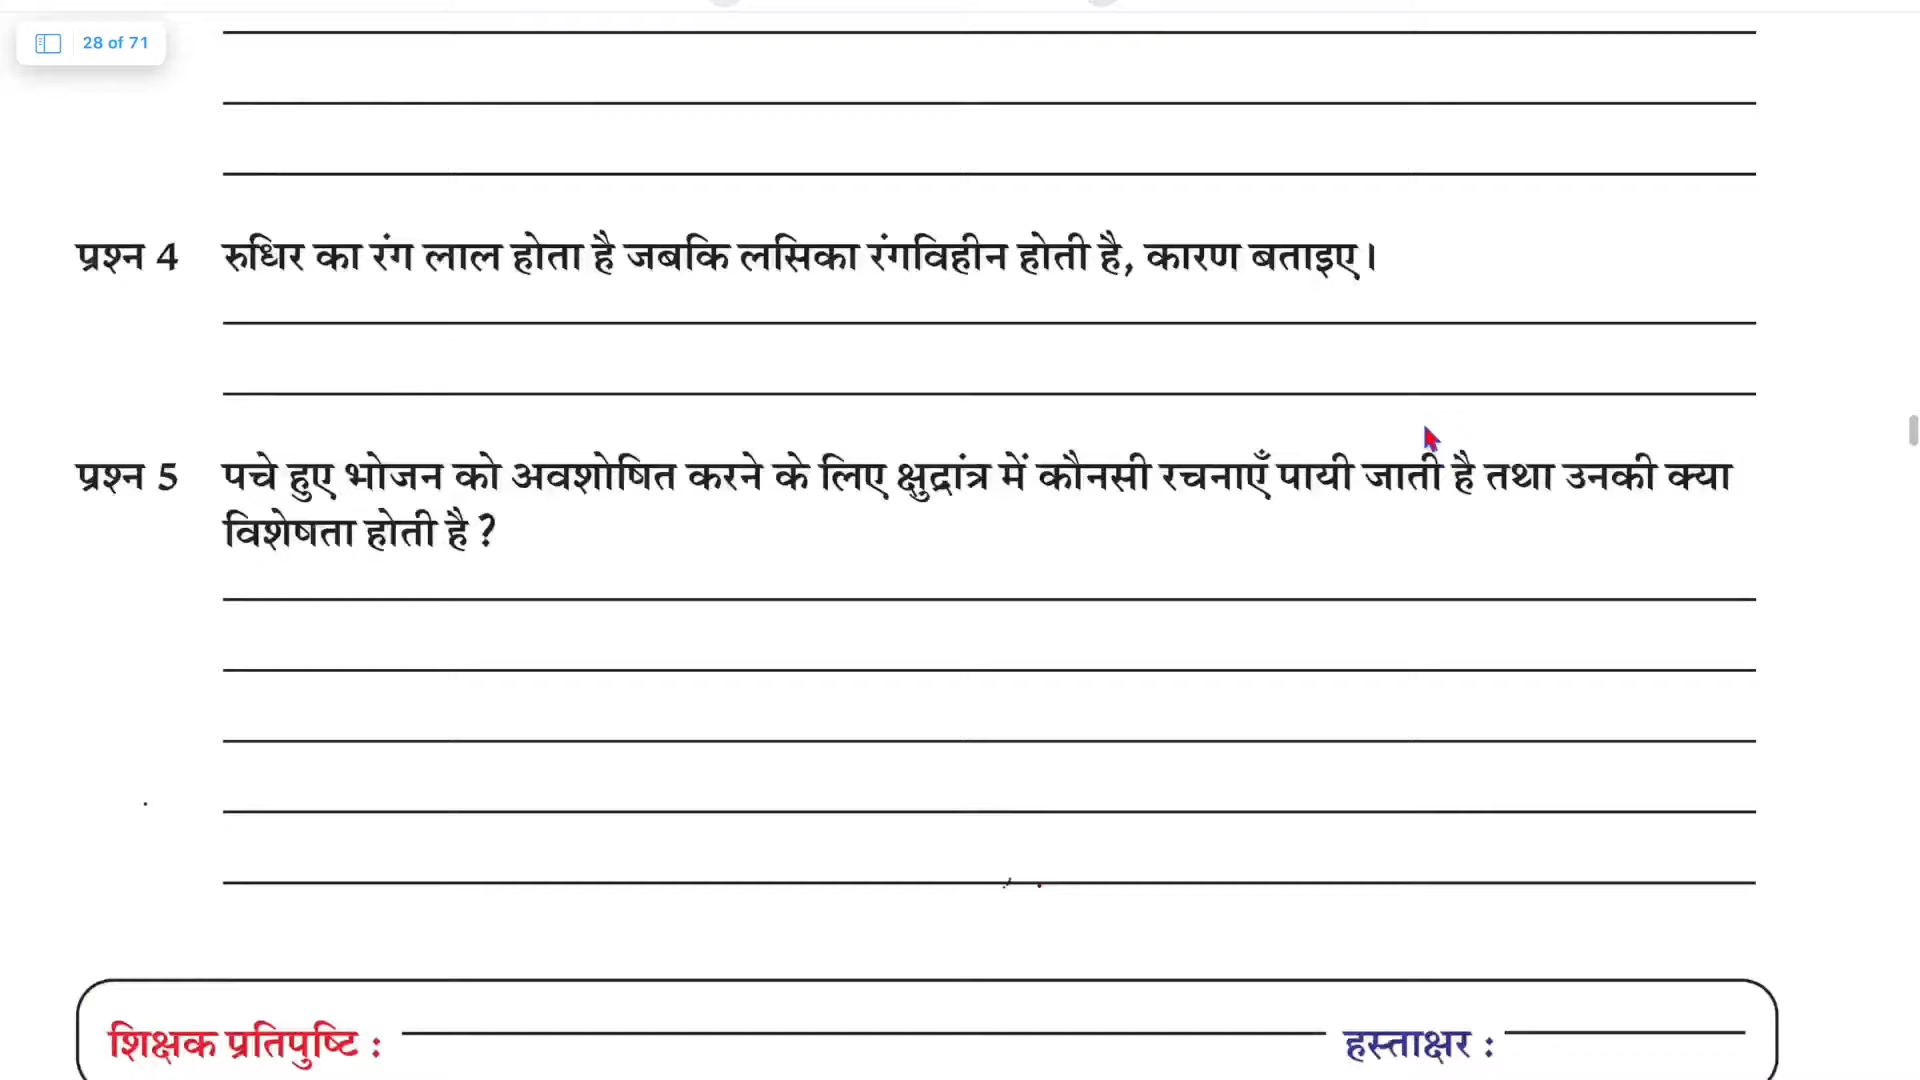 28 of 71
प्रश्न 4 रुधिर का रंग लाल होता है जबकि लसिका रंगविहीन होती है, कारण बताइए।
प्रश्न 5 पचे हुए भोजन को अवशोषित करने के लिए क्षुद्रांत्र में कौनसी रचनाएँ पायी जाती है तथा उनकी क्या
विशेषता होती है ?
शिक्षक प्रतिपुष्टि : हस्ताक्षर :